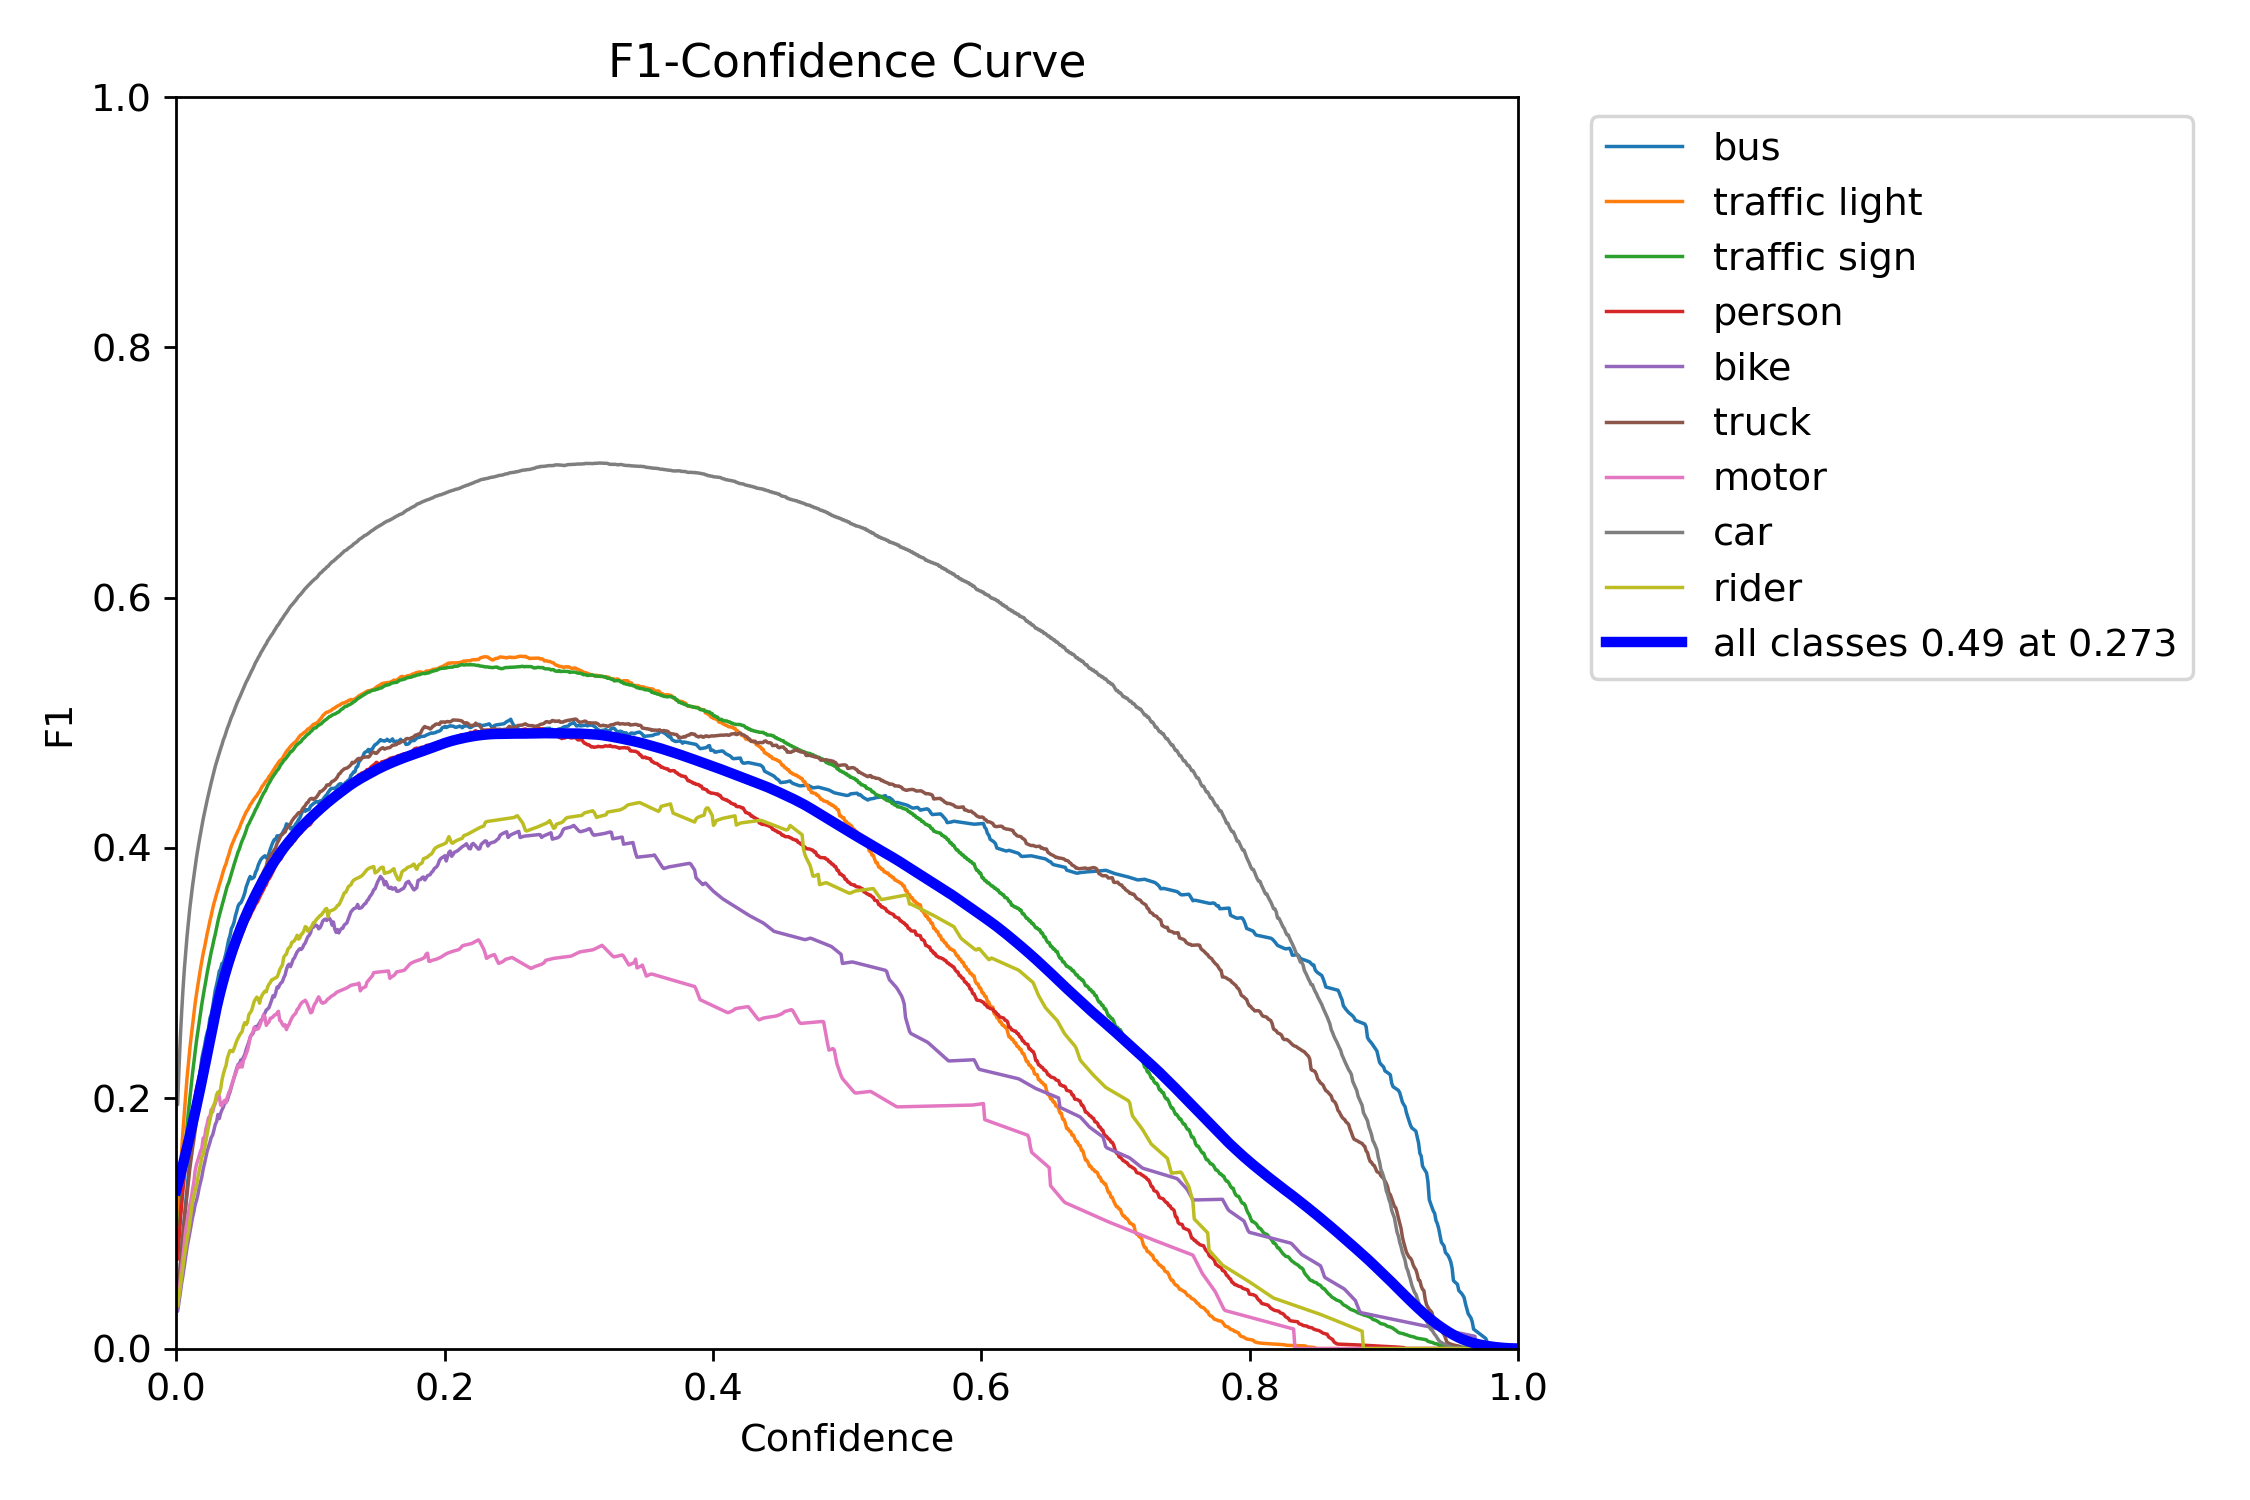 F1-Confidence Curve
1.0
0.8
0.6
0.4
0.2
0.0
F1
0.0 0.2 0.4 0.6 0.8 1.0
Confidence
bus
traffic light
traffic sign
person
bike
truck
motor
car
rider
all classes 0.49 at 0.273